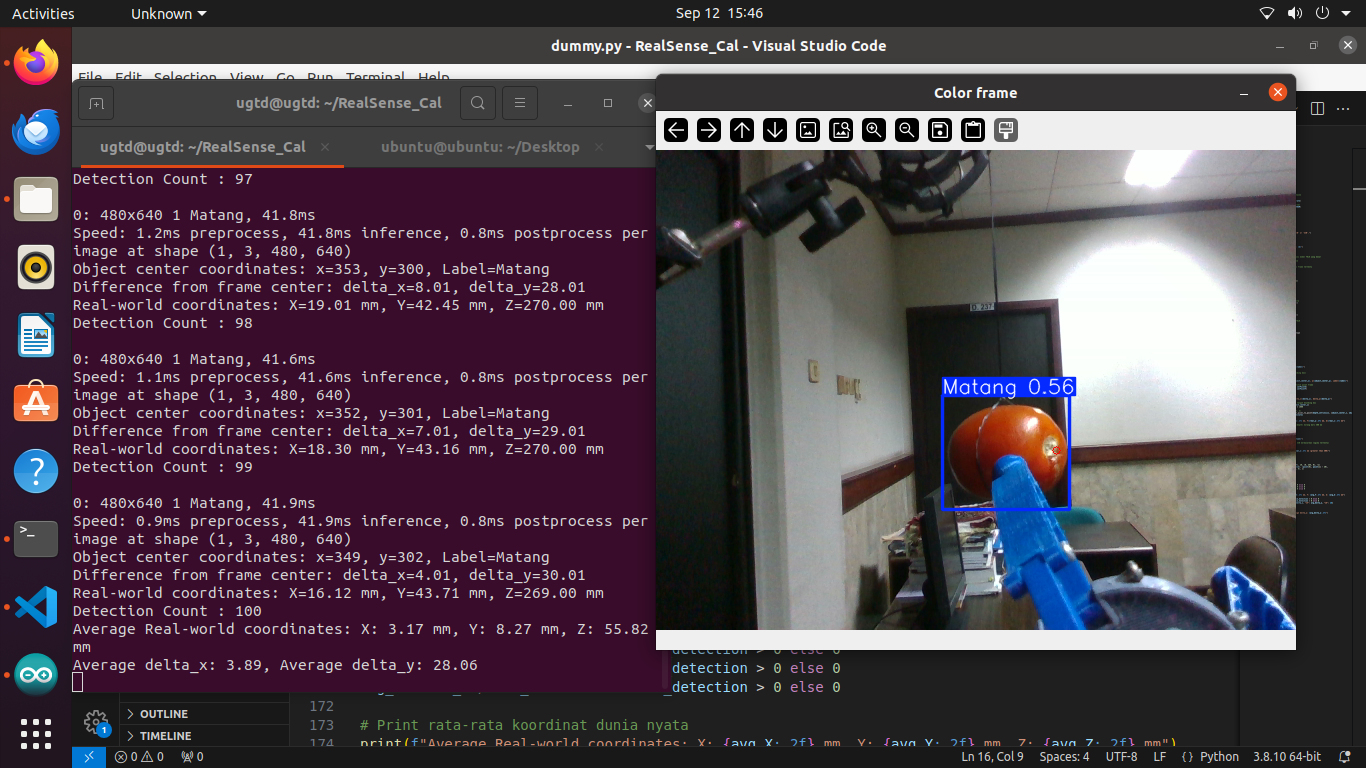 Activities
Unknown
Sep 12 15:46
dummy.py - RealSense_Cal - Visual Studio Code
File Edit Selection View Go Run Terminal Help
ugtd@ugtd: ~/RealSense_Cal
ugtd@ugtd: ~/RealSense_Cal
ubuntu@ubuntu: ~/Desktop
Detection Count : 97
0: 480x640 1 Matang, 41.8ms
Speed: 1.2ms preprocess, 41.8ms inference, 0.8ms postprocess per
image at shape (1, 3, 480, 640)
Object center coordinates: x=353, y=300, Label=Matang
Difference from frame center: delta_x=8.01, delta_y=28.01
Real-world coordinates: X=19.01 mm, Y=42.45 mm, Z=270.00 mm
Detection Count : 98
0: 480x640 1 Matang, 41.6ms
Speed: 1.1ms preprocess, 41.6ms inference, 0.8ms postprocess per
image at shape (1, 3, 480, 640)
Object center coordinates: x=352, y=301, Label=Matang
Difference from frame center: delta_x=7.01, delta_y=29.01
Real-world coordinates: X=18.30 mm, Y=43.16 mm, Z=270.00 mm
Detection Count : 99
0: 480x640 1 Matang, 41.9ms
Speed: 0.9ms preprocess, 41.9ms inference, 0.8ms postprocess per
image at shape (1, 3, 480, 640)
Object center coordinates: x=349, y=302, Label=Matang
Difference from frame center: delta_x=4.01, delta_y=30.01
Real-world coordinates: X=16.12 mm, Y=43.71 mm, Z=269.00 mm
Detection Count : 100
Average Real-world coordinates: X: 3.17 mm, Y: 8.27 mm, Z: 55.82
mm
Average delta_x: 3.89, Average delta_y: 28.06
Color frame
Matang 0.56
detection > 0 else 0
_detection > 0 else 0
_detection > 0 else 0
172
173 # Print rata-rata koordinat dunia nyata
174 print(f"Average Real-world coordinates: X: {avg_X:.2f} mm, Y: {avg_Y:.2f} mm, Z: {avg_Z:.2f} mm")
OUTLINE
TIMELINE
1
0 0
0
Ln 16, Col 9
Spaces: 4
UTF-8
LF
{} Python
3.8.10 64-bit